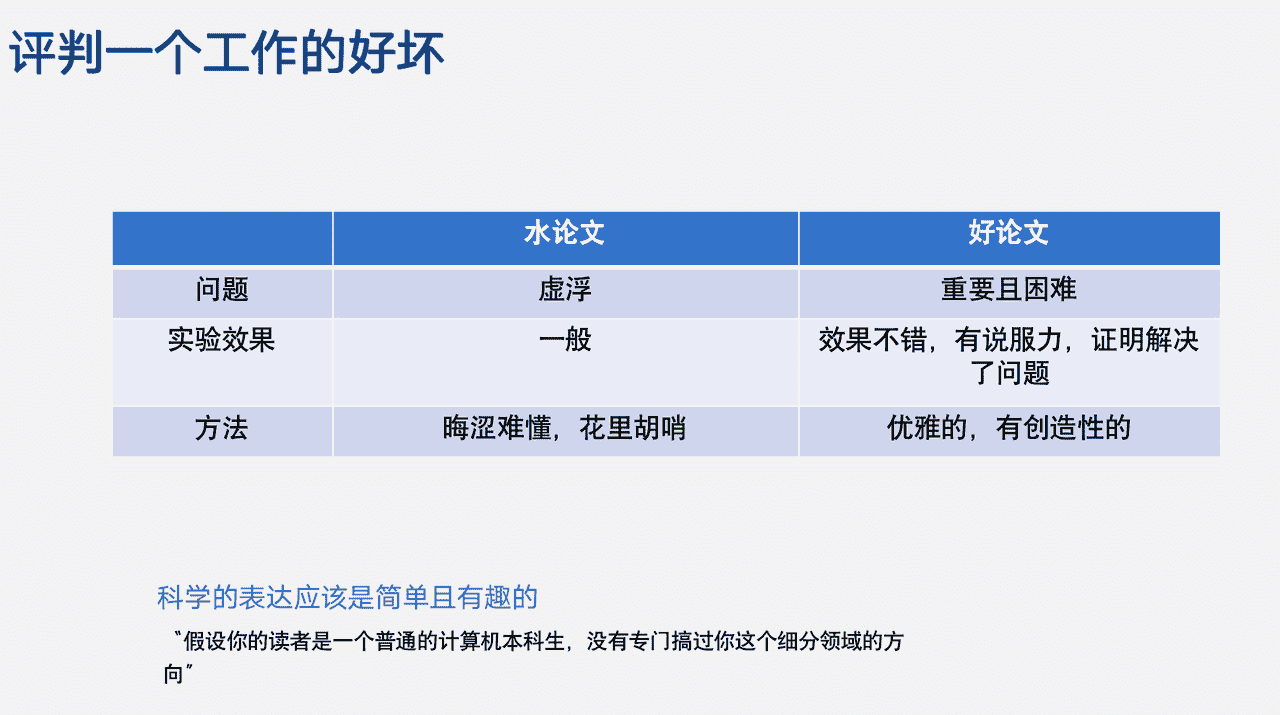 评判一个工作的好坏
水论文 好论文
问题 虚浮 重要且困难
实验效果 一般 效果不错，有说服力，证明解决
了问题
方法 晦涩难懂，花里胡哨 优雅的，有创造性的
科学的表达应该是简单且有趣的
“假设你的读者是一个普通的计算机本科生，没有专门搞过你这个细分领域的方
向”